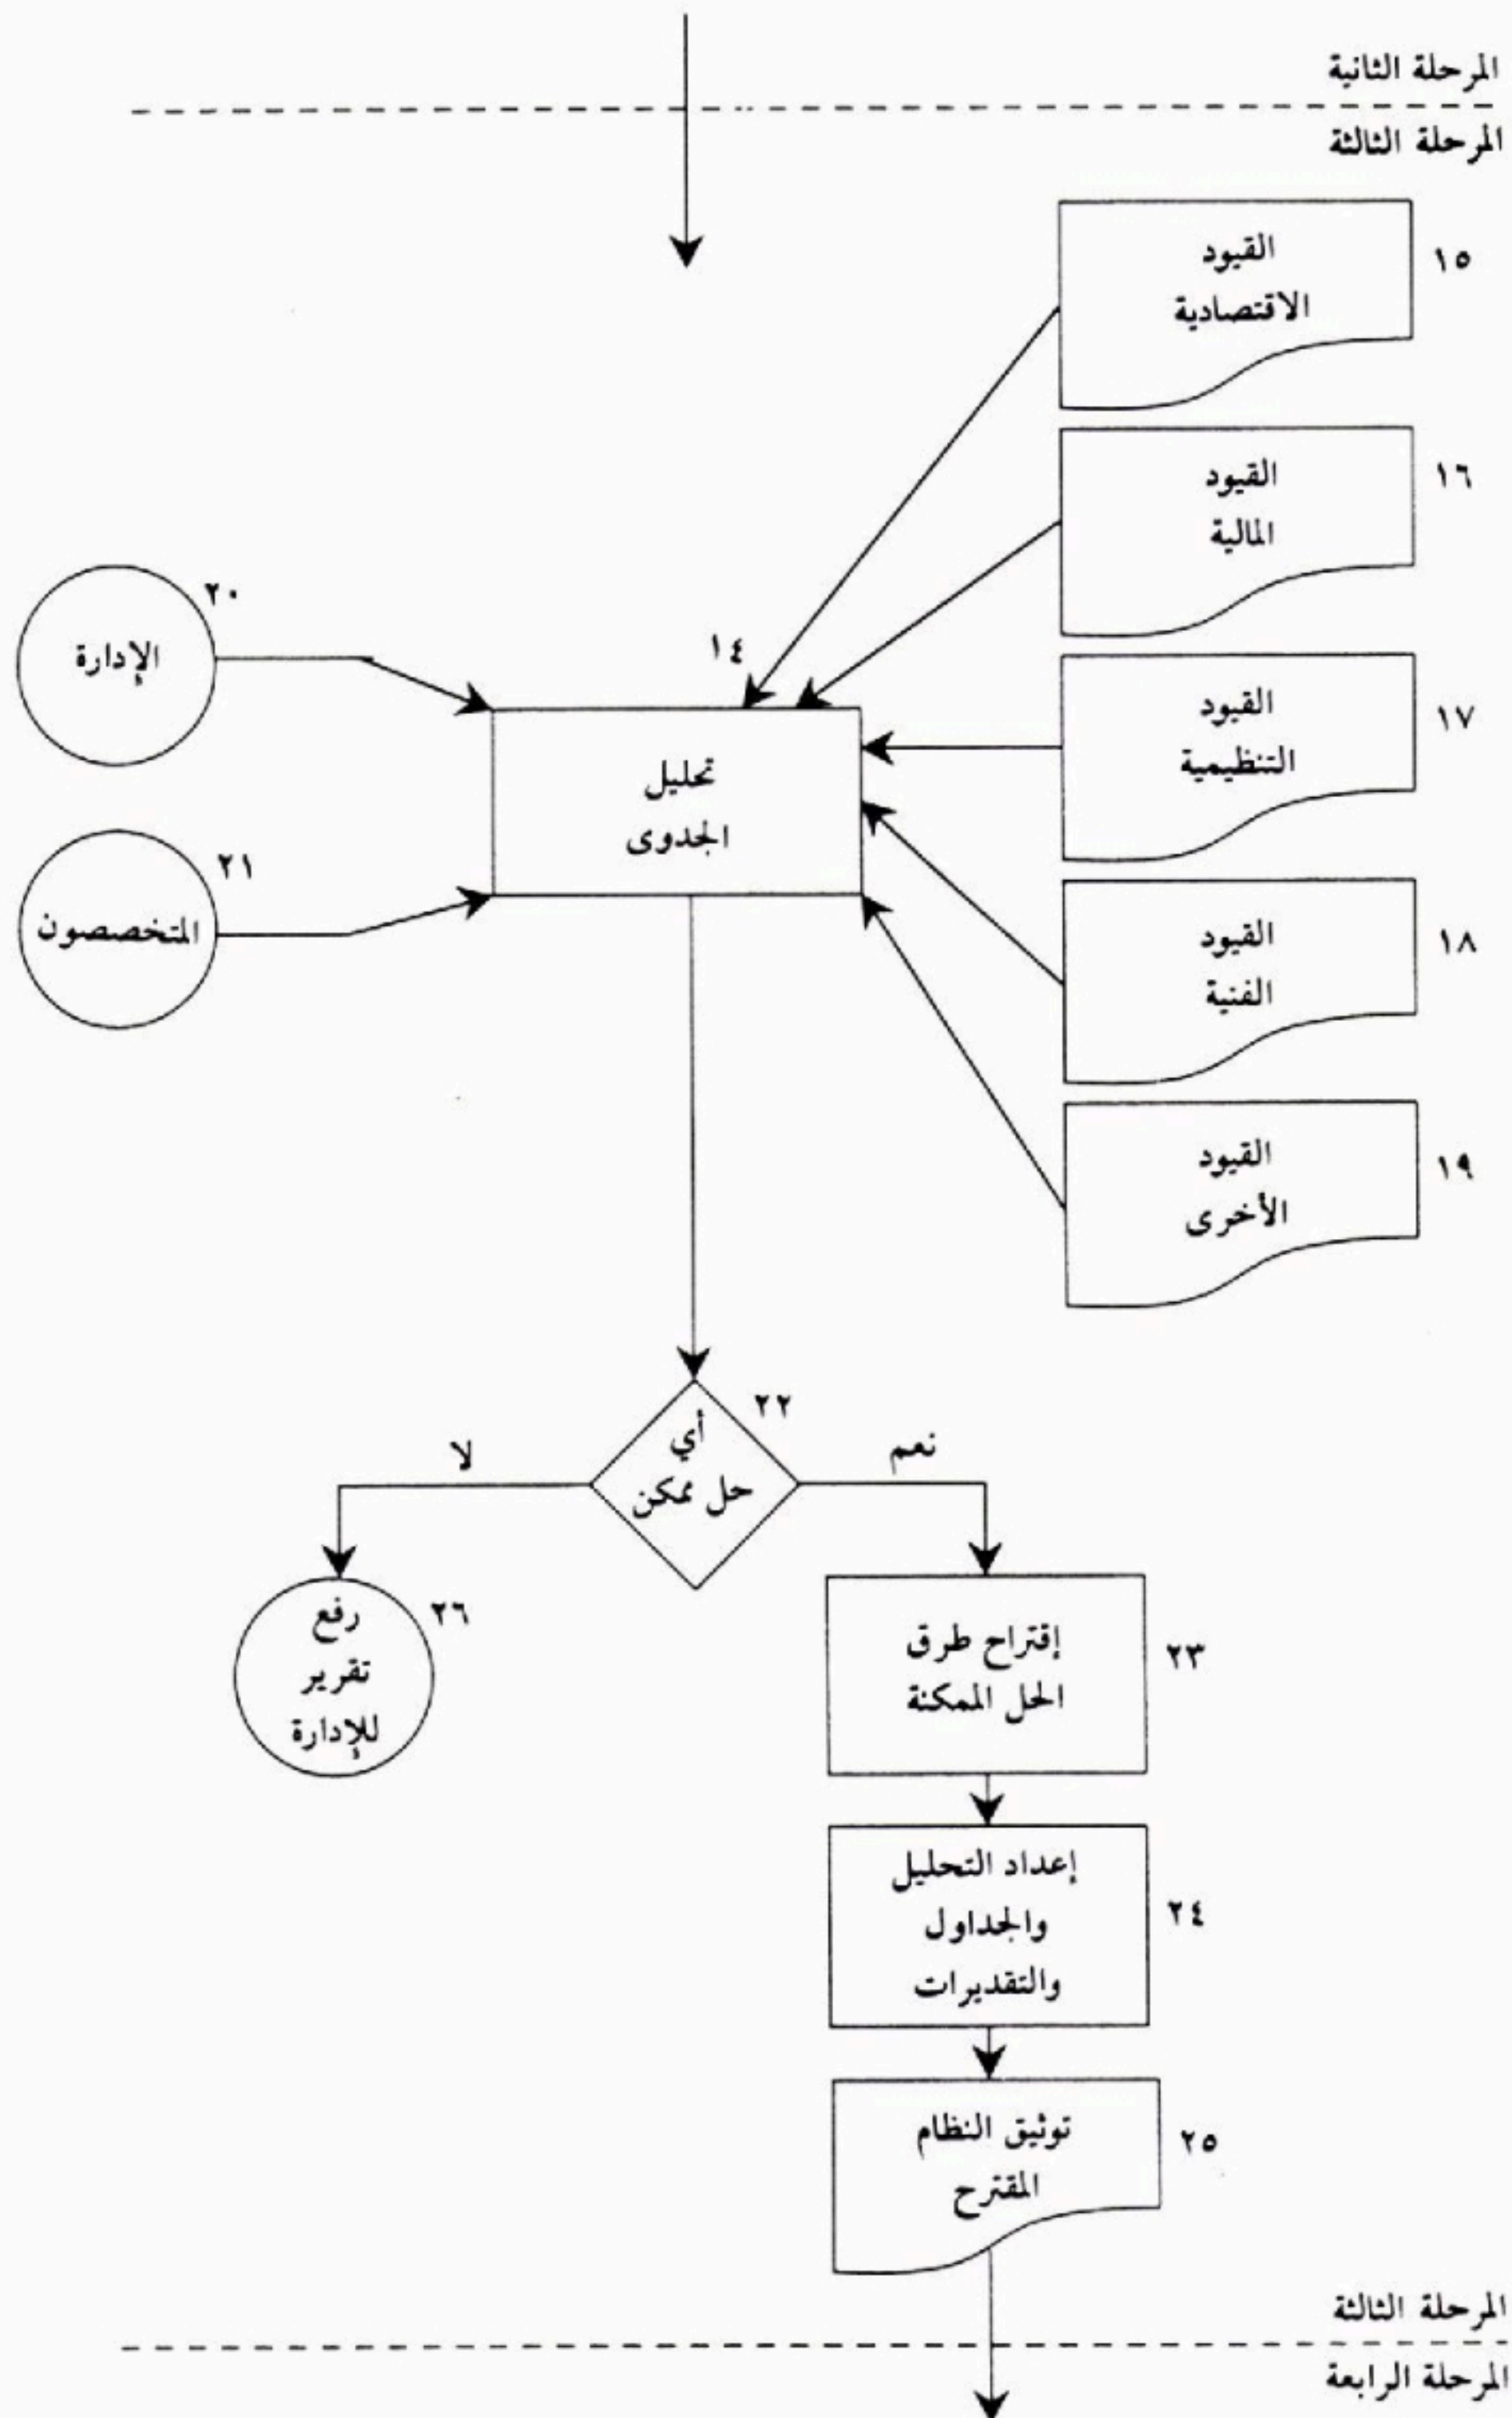 المرحلة الثانية
المرحلة الثالثة
١٥
القيود
الاقتصادية
١٦
القيود
المالية
١٧
القيود
التنظيمية
١٨
القيود
الفنية
١٩
القيود
الأخرى
٢٠
الإدارة
٢١
المتخصصون
١٤
تحليل
الجدوى
٢٢
أي
حل ممكن
نعم
لا
٢٣
إقتراح طرق
الحل الممكنة
٢٦
رفع
تقرير
للإدارة
٢٤
إعداد التحليل
والجداول
والتقديرات
٢٥
توثيق النظام
المقترح
المرحلة الثالثة
المرحلة الرابعة